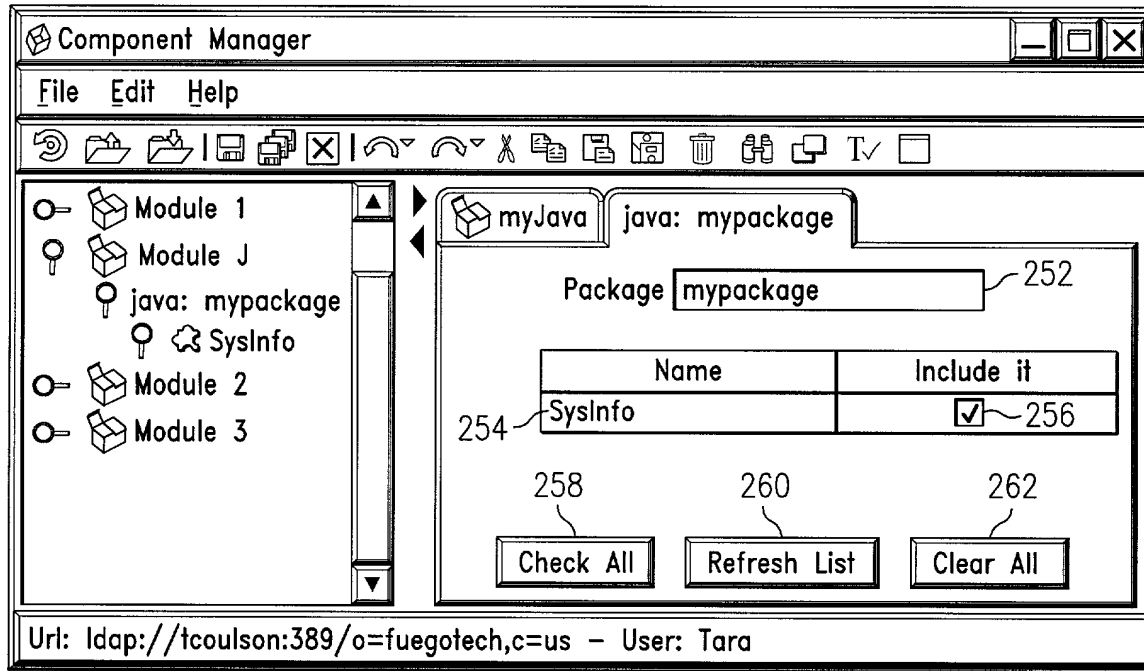 Component Manager
File Edit Help
Module 1
Module J
java: mypackage
SysInfo
Module 2
Module 3
myJava
java: mypackage
Package mypackage 252
Name Include it
254 SysInfo 256
258 260 262
Check All Refresh List Clear All
Url: ldap://tcoulson:389/o=fuegotech,c=us – User: Tara